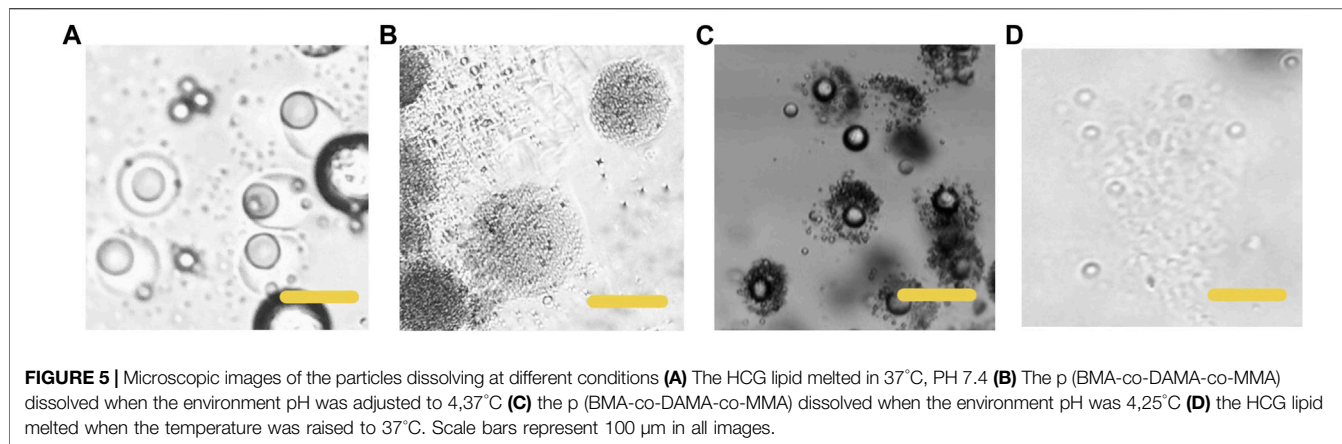 A B C D
FIGURE 5 | Microscopic images of the particles dissolving at different conditions (A) The HCG lipid melted in 37°C, PH 7.4 (B) The p (BMA-co-DAMA-co-MMA)
dissolved when the environment pH was adjusted to 4,37°C (C) the p (BMA-co-DAMA-co-MMA) dissolved when the environment pH was 4,25°C (D) the HCG lipid
melted when the temperature was raised to 37°C. Scale bars represent 100 μm in all images.